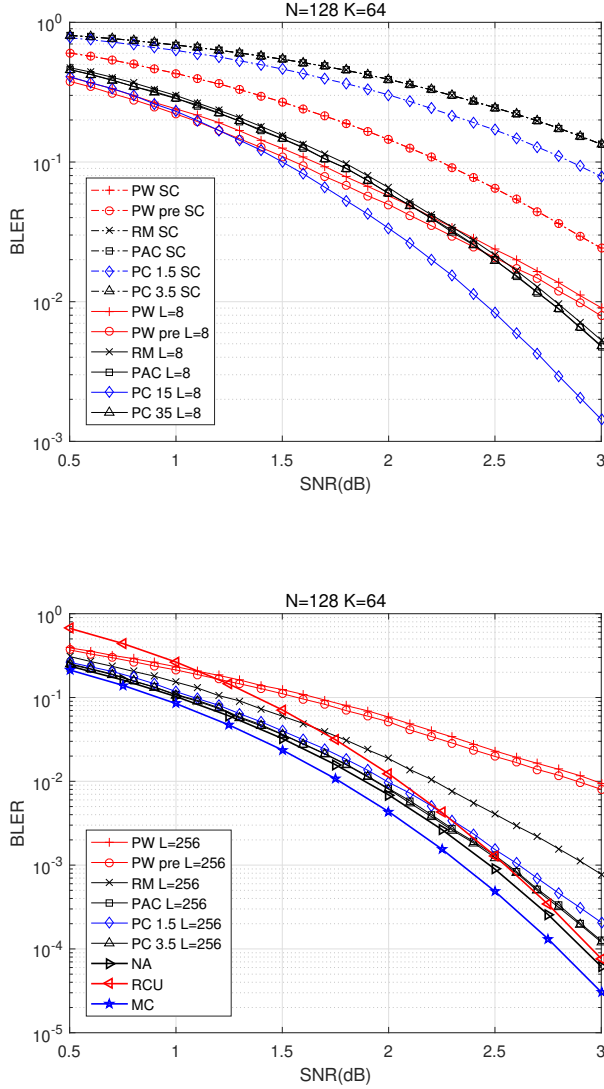 N=128 K=64
10^0
10^-1
10^-2
10^-3
BLER
PW SC
PW pre SC
RM SC
PAC SC
PC 1.5 SC
PC 3.5 SC
PW L=8
PW pre L=8
RM L=8
PAC L=8
PC 15 L=8
PC 35 L=8
0.5 1 1.5 2 2.5 3
SNR(dB)
N=128 K=64
10^0
10^-1
10^-2
10^-3
10^-4
10^-5
BLER
PW L=256
PW pre L=256
RM L=256
PAC L=256
PC 1.5 L=256
PC 3.5 L=256
NA
RCU
MC
0.5 1 1.5 2 2.5 3
SNR(dB)